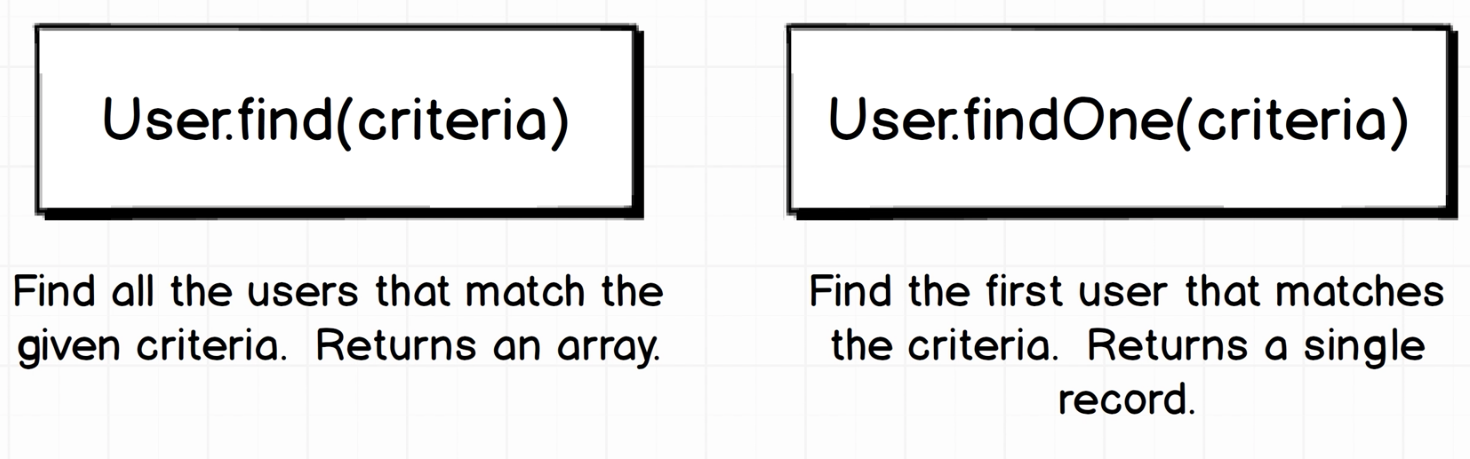 User.find(criteria)
User.findOne(criteria)
Find all the users that match the
given criteria.  Returns an array.
Find the first user that matches
the criteria.  Returns a single
record.